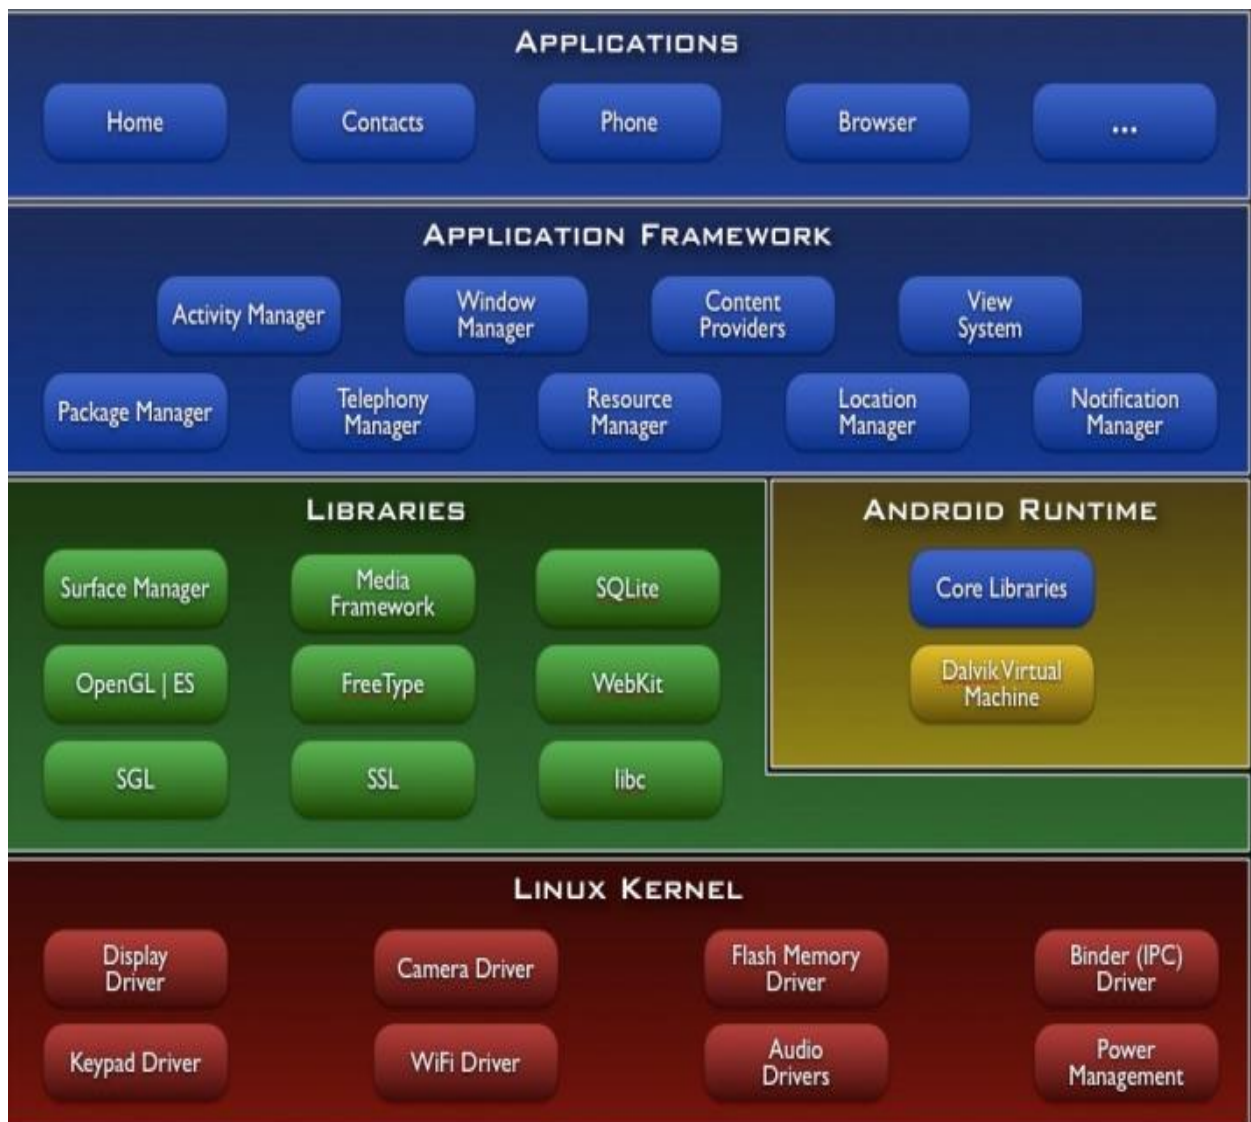 APPLICATIONS
Home
Contacts
Phone
Browser
...
APPLICATION FRAMEWORK
Activity Manager
Window
Manager
Content
Providers
View
System
Package Manager
Telephony
Manager
Resource
Manager
Location
Manager
Notification
Manager
LIBRARIES
Surface Manager
Media
Framework
SQLite
OpenGL | ES
FreeType
WebKit
SGL
SSL
libc
ANDROID RUNTIME
Core Libraries
Dalvik Virtual
Machine
LINUX KERNEL
Display
Driver
Camera Driver
Flash Memory
Driver
Binder (IPC)
Driver
Keypad Driver
WiFi Driver
Audio
Drivers
Power
Management